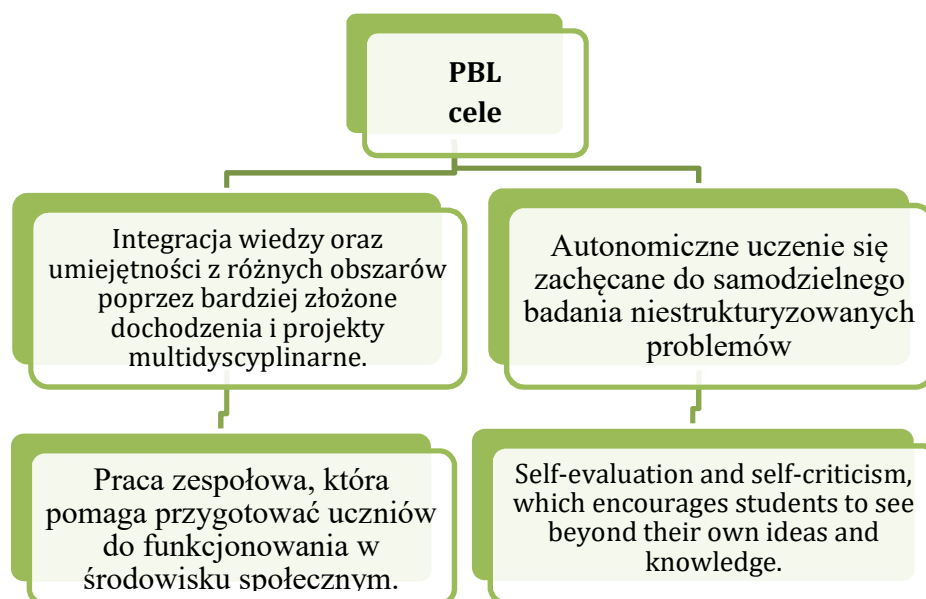 PBL
cele
Integracja wiedzy oraz
umiejętności z różnych obszarów
poprzez bardziej złożone
dochodzenia i projekty
multidyscyplinarne.
Autonomiczne uczenie się
zachęcane do samodzielnego
badania niestrukturyzowanych
problemów
Praca zespołowa, która
pomaga przygotować uczniów
do funkcjonowania w
środowisku społecznym.
Self-evaluation and self-criticism,
which encourages students to see
beyond their own ideas and
knowledge.